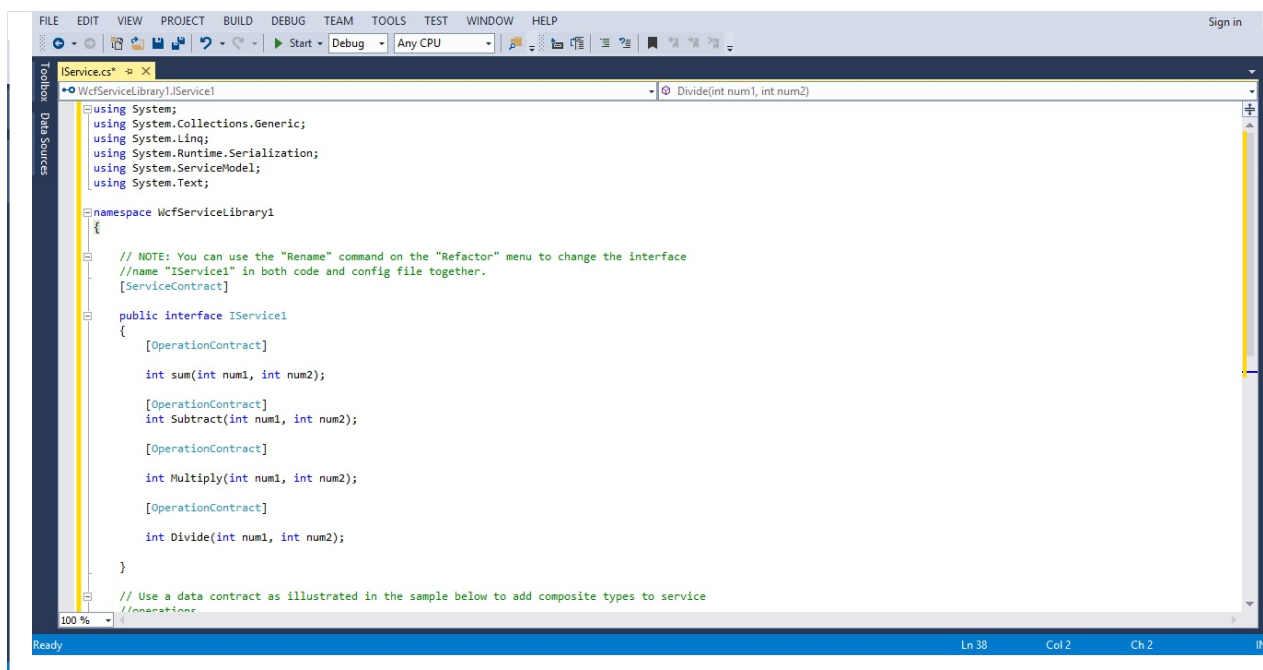 FILE EDIT VIEW PROJECT BUILD DEBUG TEAM TOOLS TEST WINDOW HELP Sign in
Start Debug Any CPU
Toolbox
Data Sources
IService.cs*
WcfServiceLibrary1.IService1 Divide(int num1, int num2)
using System;
using System.Collections.Generic;
using System.Linq;
using System.Runtime.Serialization;
using System.ServiceModel;
using System.Text;
namespace WcfServiceLibrary1
{
// NOTE: You can use the "Rename" command on the "Refactor" menu to change the interface
//name "IService1" in both code and config file together.
[ServiceContract]
public interface IService1
{
[OperationContract]
int sum(int num1, int num2);
[OperationContract]
int Subtract(int num1, int num2);
[OperationContract]
int Multiply(int num1, int num2);
[OperationContract]
int Divide(int num1, int num2);
}
// Use a data contract as illustrated in the sample below to add composite types to service
//operations
100 %
Ready Ln 38 Col 2 Ch 2